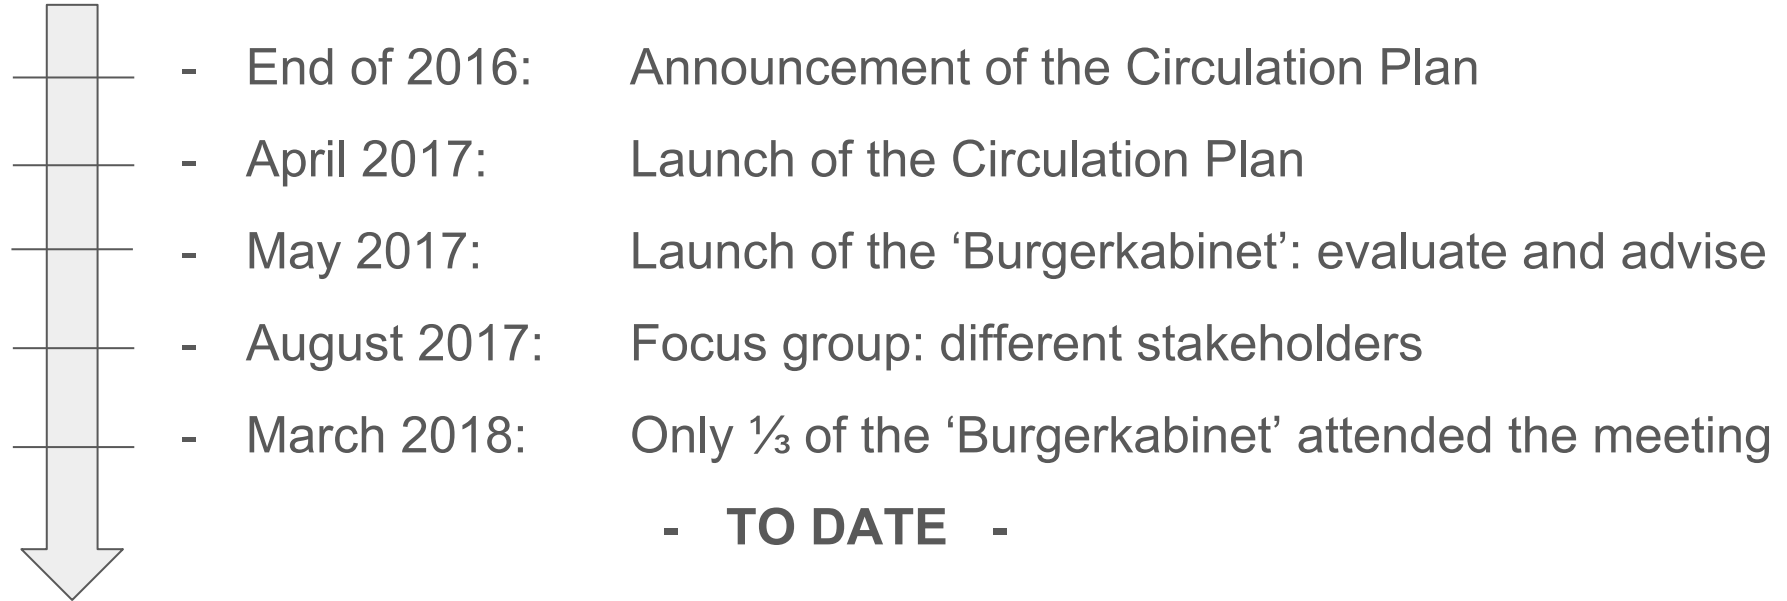 - End of 2016: Announcement of the Circulation Plan
- April 2017: Launch of the Circulation Plan
- May 2017: Launch of the ‘Burgerkabinet’: evaluate and advise
- August 2017: Focus group: different stakeholders
- March 2018: Only ⅓ of the ‘Burgerkabinet’ attended the meeting
- TO DATE -